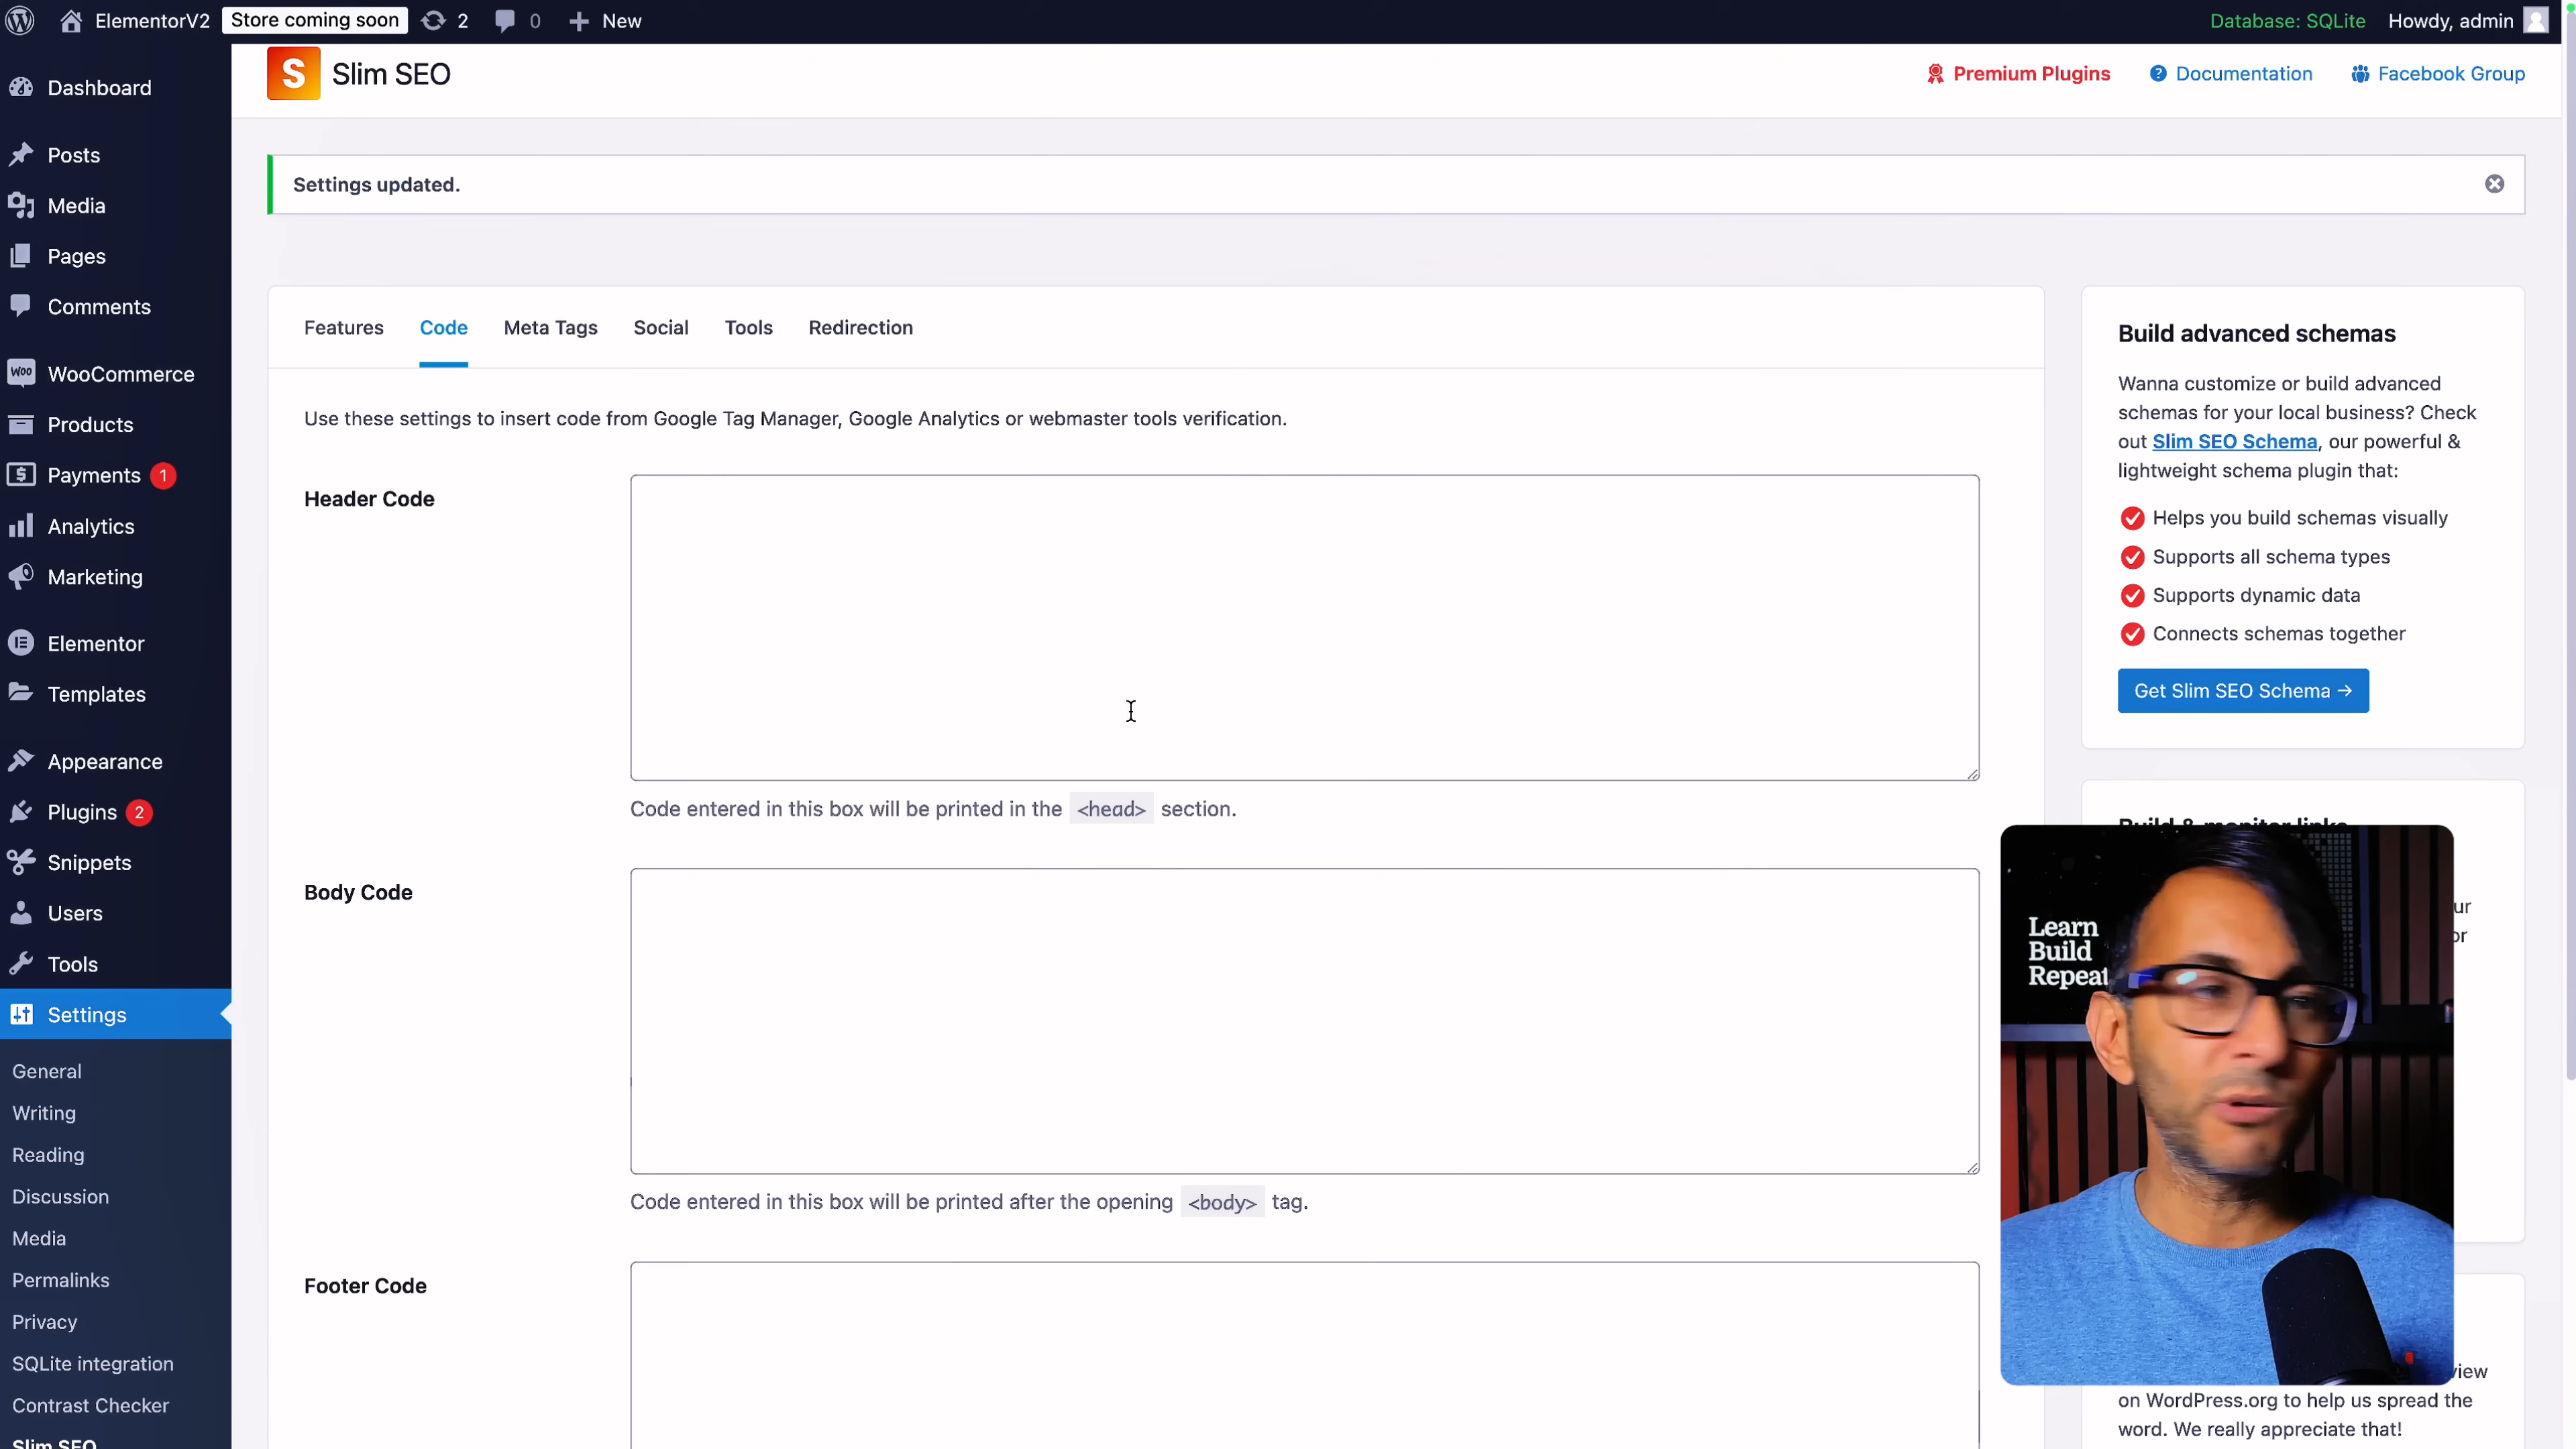 ElementorV2 Store coming soon 2 0 New Database: SQLite Howdy, admin
Dashboard
Posts
Media
Pages
Comments
WooCommerce
Products
Payments 1
Analytics
Marketing
Elementor
Templates
Appearance
Plugins 2
Snippets
Users
Tools
Settings
General
Writing
Reading
Discussion
Media
Permalinks
Privacy
SQLite integration
Contrast Checker
Slim SEO
S Slim SEO
Premium Plugins Documentation Facebook Group
Settings updated.
Features Code Meta Tags Social Tools Redirection
Use these settings to insert code from Google Tag Manager, Google Analytics or webmaster tools verification.
Header Code
Code entered in this box will be printed in the <head> section.
Body Code
Code entered in this box will be printed after the opening <body> tag.
Footer Code
Build advanced schemas
Wanna customize or build advanced
schemas for your local business? Check
out Slim SEO Schema, our powerful &
lightweight schema plugin that:
Helps you build schemas visually
Supports all schema types
Supports dynamic data
Connects schemas together
Get Slim SEO Schema →
Build & monitor links
Learn
Build
Repeat
on WordPress.org to help us spread the
word. We really appreciate that!